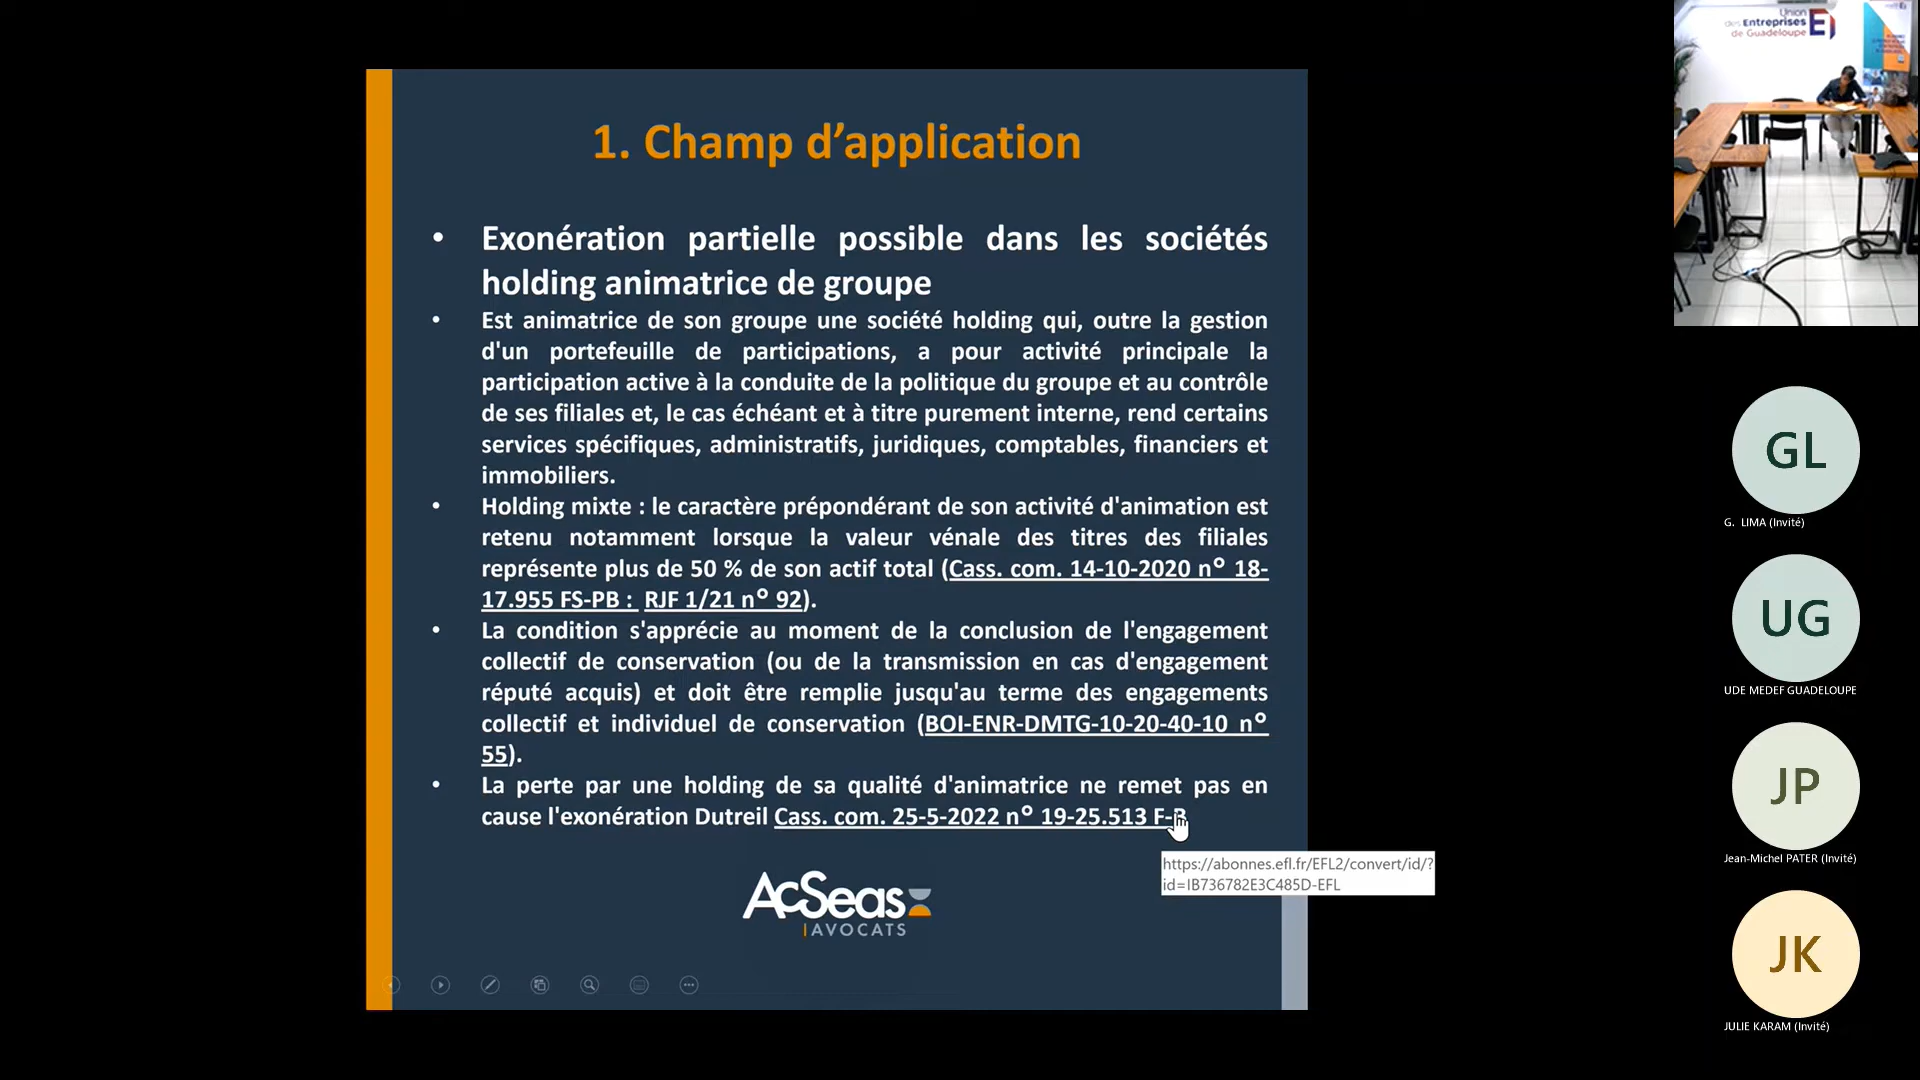 1. Champ d’application
• Exonération partielle possible dans les sociétés
holding animatrice de groupe
• Est animatrice de son groupe une société holding qui, outre la gestion
d'un portefeuille de participations, a pour activité principale la
participation active à la conduite de la politique du groupe et au contrôle
de ses filiales et, le cas échéant et à titre purement interne, rend certains
services spécifiques, administratifs, juridiques, comptables, financiers et
immobiliers.
• Holding mixte : le caractère prépondérant de son activité d'animation est
retenu notamment lorsque la valeur vénale des titres des filiales
représente plus de 50 % de son actif total (Cass. com. 14-10-2020 n° 18-
17.955 FS-PB : RJF 1/21 n° 92).
• La condition s'apprécie au moment de la conclusion de l'engagement
collectif de conservation (ou de la transmission en cas d'engagement
réputé acquis) et doit être remplie jusqu'au terme des engagements
collectif et individuel de conservation (BOI-ENR-DMTG-10-20-40-10 n°
55).
• La perte par une holding de sa qualité d'animatrice ne remet pas en
cause l'exonération Dutreil Cass. com. 25-5-2022 n° 19-25.513 F-B
https://abonnes.efl.fr/EFL2/convert/id/?
id=IB736782E3C485D-EFL
AcSeas
AVOCATS
Union
des Entreprises
de Guadeloupe
GL
G. LIMA (Invité)
UG
UDE MEDEF GUADELOUPE
JP
Jean-Michel PATER (Invité)
JK
JULIE KARAM (Invité)